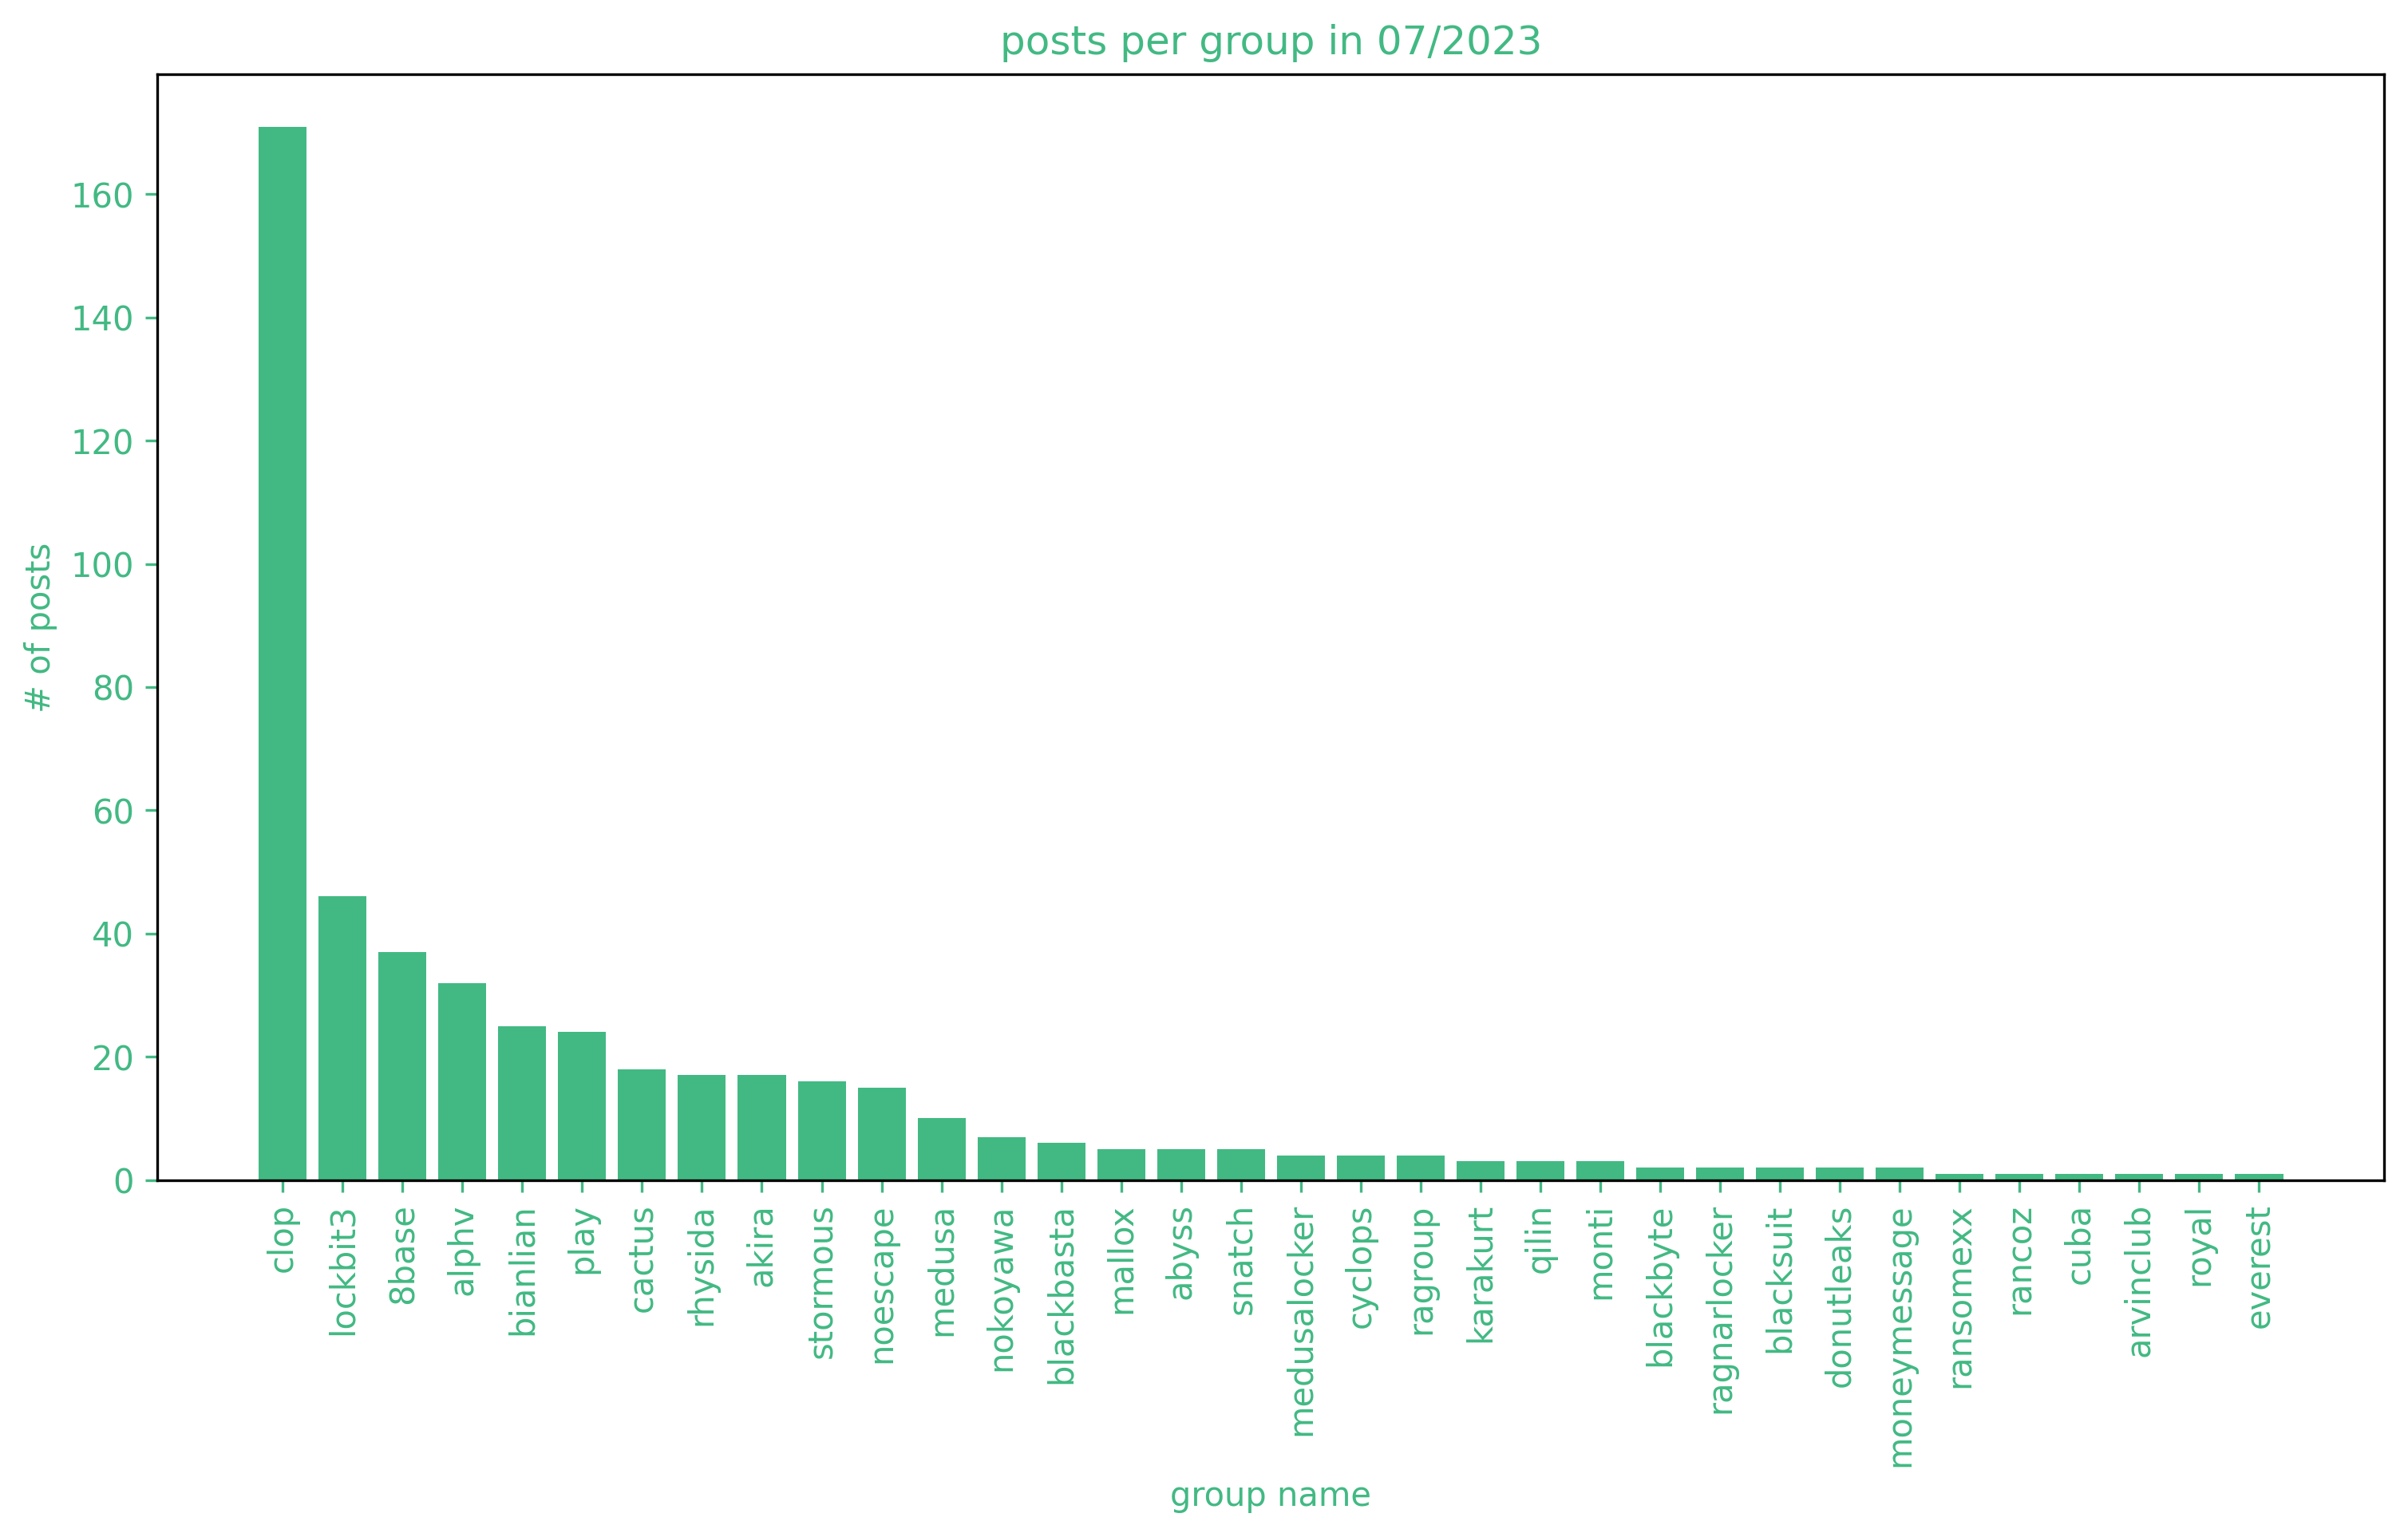 posts per group in 07/2023
# of posts
160
140
120
100
80
60
40
20
0
clop
lockbit3
8base
alphv
bianlian
play
cactus
rhysida
akira
stormous
noescape
medusa
nokoyawa
blackbasta
mallox
abyss
snatch
medusalocker
cyclops
ragroup
karakurt
qilin
monti
blackbyte
ragnarlocker
blacksuit
donutleaks
moneymessage
ransomexx
rancoz
cuba
arvinclub
royal
everest
group name